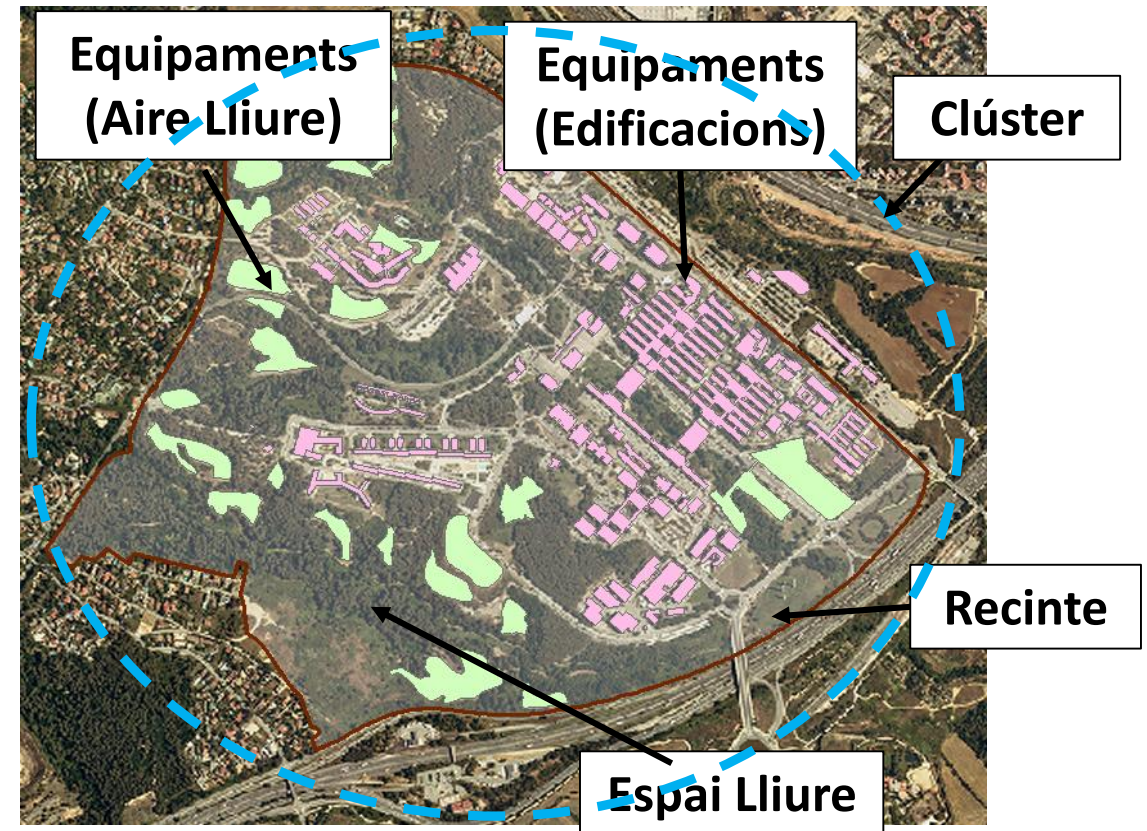 Equipaments
(Aire Lliure)
Equipaments
(Edificacions)
Clúster
Recinte
Espai Lliure